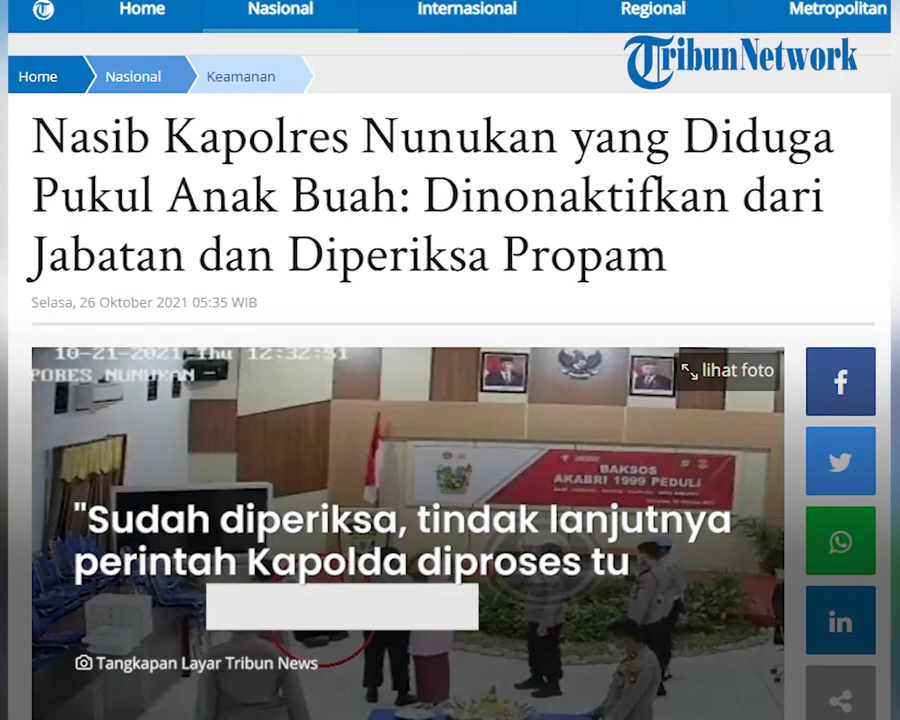 Home Nasional Internasional Regional Metropolitan
TribunNetwork
Home Nasional Keamanan
Nasib Kapolres Nunukan yang Diduga
Pukul Anak Buah: Dinonaktifkan dari
Jabatan dan Diperiksa Propam
Selasa, 26 Oktober 2021 05:35 WIB
10-21-2021 Thu 12:32:51
PORES NUNUKAN
lihat foto
BAKSOS
AKABRI 1999 PEDULI
"Sudah diperiksa, tindak lanjutnya
perintah Kapolda diproses tu
Tangkapan Layar Tribun News